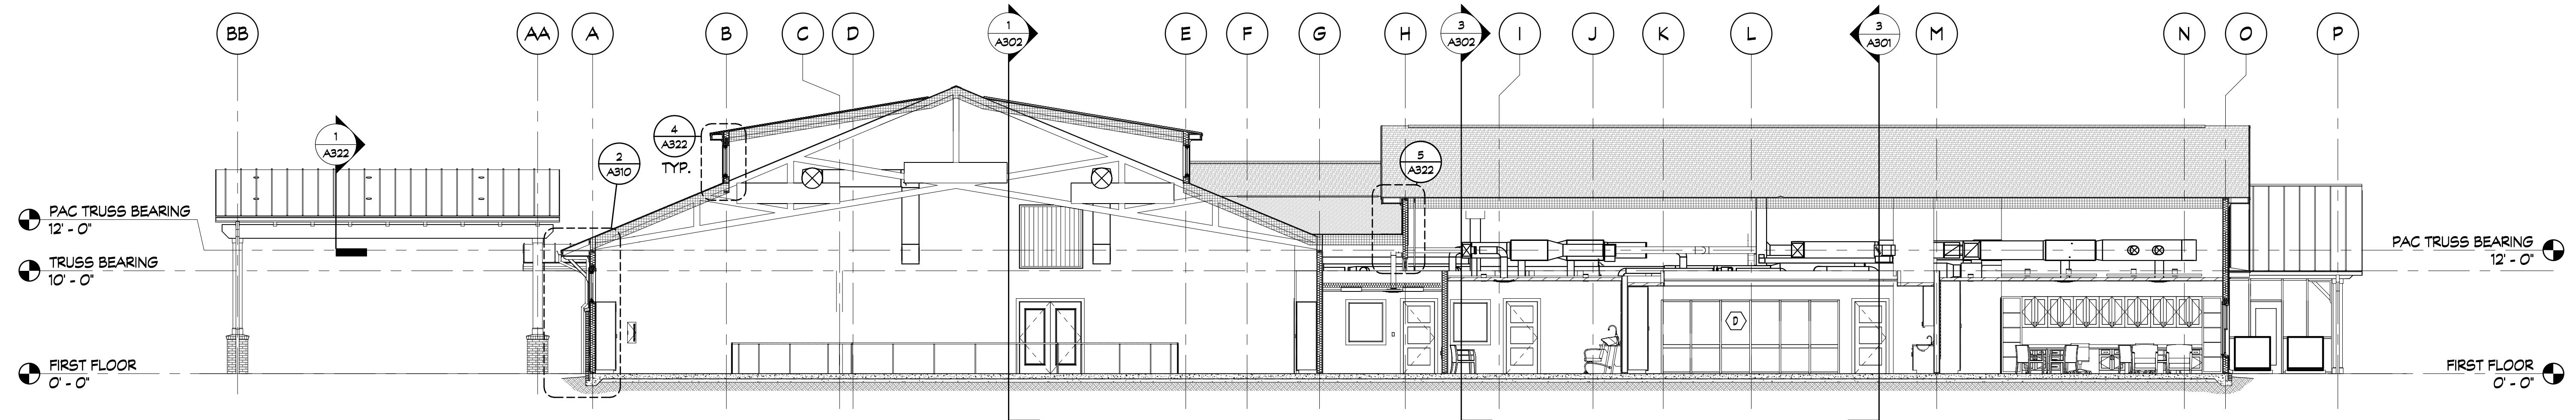 BB
AA
A
B
C
D
1
A302
E
F
G
H
3
A302
I
J
K
L
3
A301
M
N
O
P
1
A322
4
A322
TYP.
2
A310
5
A322
PAC TRUSS BEARING
12' - 0"
TRUSS BEARING
10' - 0"
FIRST FLOOR
0' - 0"
D
PAC TRUSS BEARING
12' - 0"
FIRST FLOOR
0' - 0"